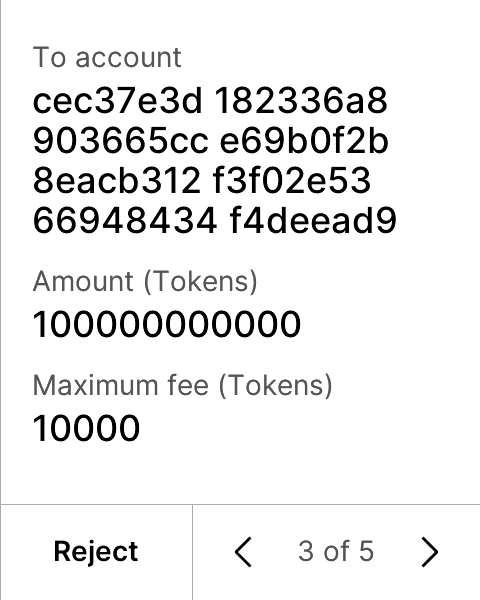 To account
cec37e3d 182336a8
903665cc e69b0f2b
8eacb312 f3f02e53
66948434 f4deead9
Amount (Tokens)
100000000000
Maximum fee (Tokens)
10000
Reject
3 of 5